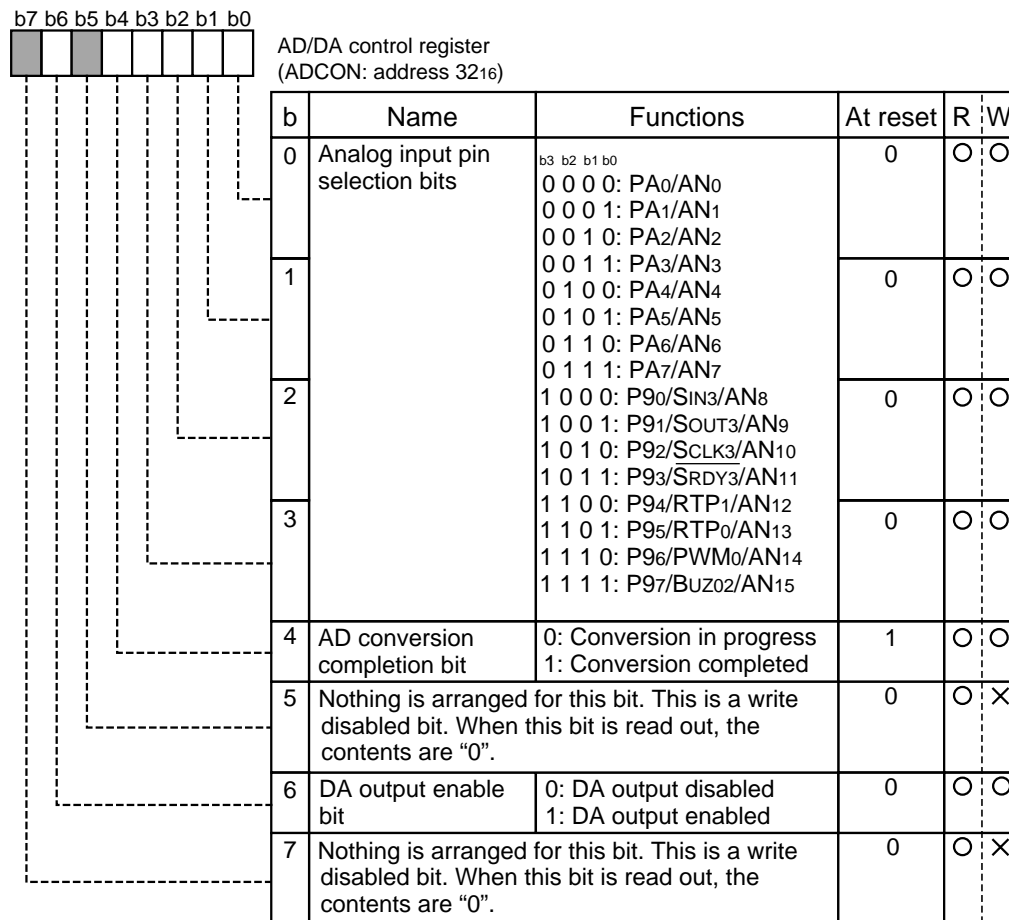 b7 b6 b5 b4 b3 b2 b1 b0
AD/DA control register
(ADCON: address 3216)
b Name Functions At reset R W
0 Analog input pin selection bits 0
b3 b2 b1 b0
0 0 0 0: PA0/AN0
0 0 0 1: PA1/AN1
0 0 1 0: PA2/AN2
0 0 1 1: PA3/AN3
1 0
0 1 0 0: PA4/AN4
0 1 0 1: PA5/AN5
0 1 1 0: PA6/AN6
0 1 1 1: PA7/AN7
2 0
1 0 0 0: P90/SIN3/AN8
1 0 0 1: P91/SOUT3/AN9
1 0 1 0: P92/SCLK3/AN10
1 0 1 1: P93/SRDY3/AN11
3 0
1 1 0 0: P94/RTP1/AN12
1 1 0 1: P95/RTP0/AN13
1 1 1 0: P96/PWM0/AN14
1 1 1 1: P97/BUZ02/AN15
4 AD conversion 0: Conversion in progress 1
completion bit 1: Conversion completed
5 Nothing is arranged for this bit. This is a write 0
disabled bit. When this bit is read out, the
contents are “0”.
6 DA output enable 0: DA output disabled 0
bit 1: DA output enabled
7 Nothing is arranged for this bit. This is a write 0
disabled bit. When this bit is read out, the
contents are “0”.